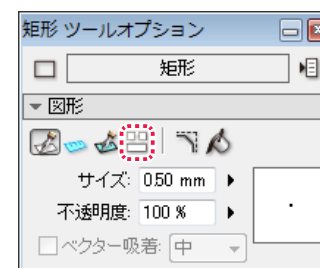 矩形 ツールオプション
矩形
図形
サイズ: 0.50 mm
不透明度: 100 %
ベクター吸着: 中